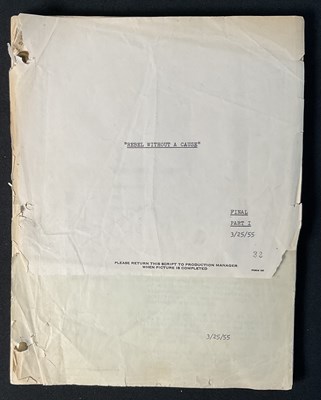 "REBEL WITHOUT A CAUSE"
FINAL
PART I
3/25/55
PLEASE RETURN THIS SCRIPT TO PRODUCTION MANAGER
WHEN PICTURE IS COMPLETED
3/25/55